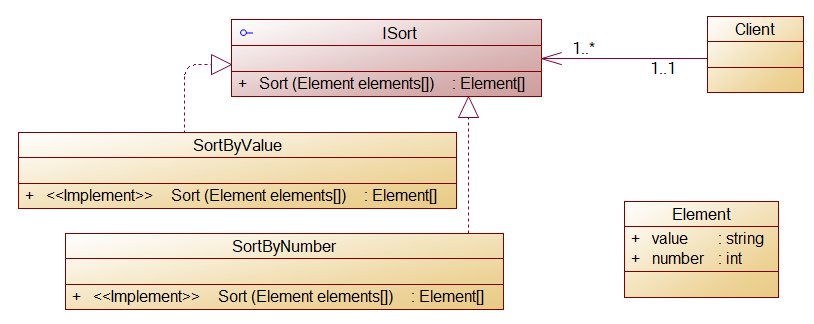 ISort
+ Sort (Element elements[]) : Element[]
Client
1..*
1..1
SortByValue
+ <<Implement>> Sort (Element elements[]) : Element[]
SortByNumber
+ <<Implement>> Sort (Element elements[]) : Element[]
Element
+ value : string
+ number : int